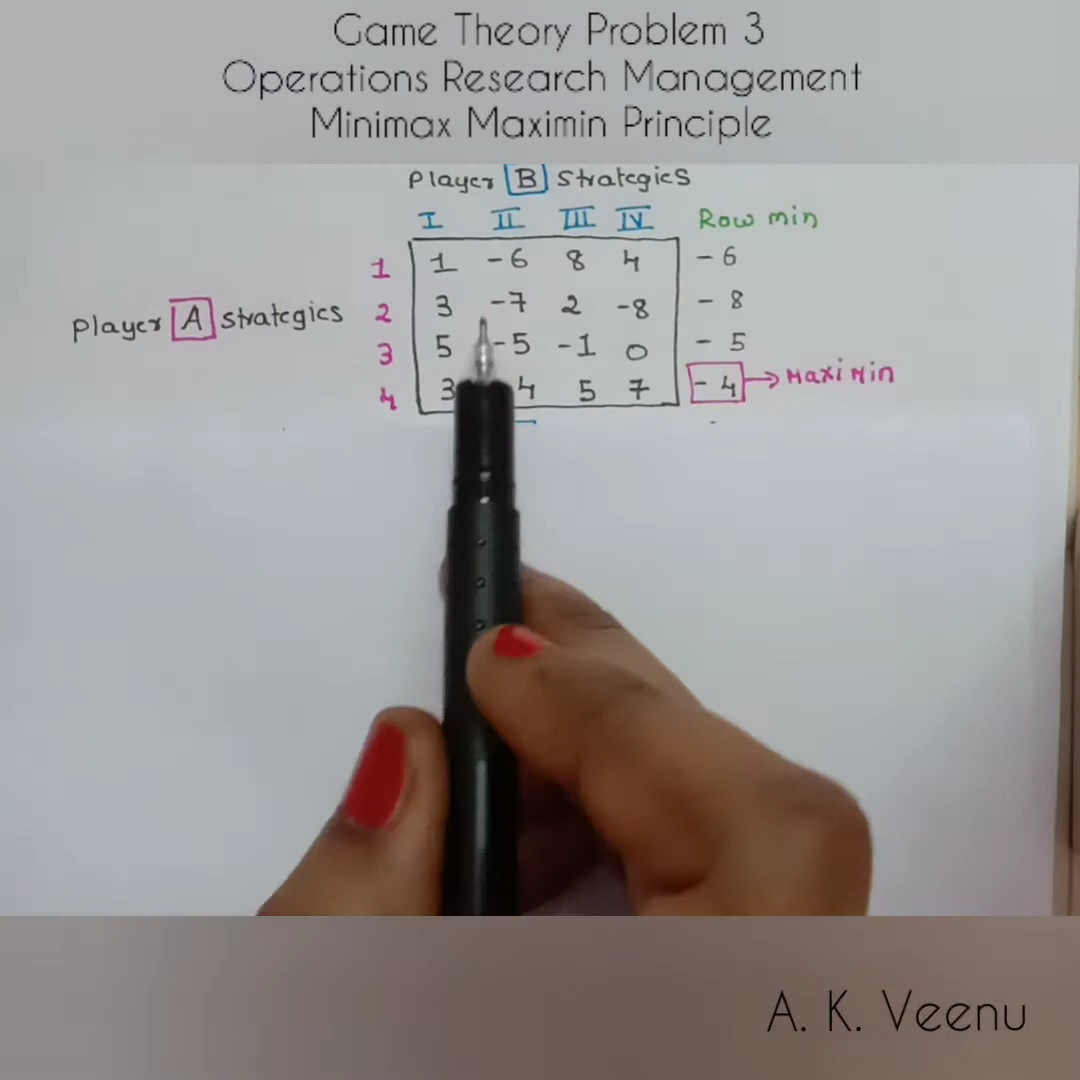 Game Theory Problem 3
Operations Research Management
Minimax Maximin Principle
Player B Strategies
I II III IV Row min
1 1 -6 8 4 -6
2 3 -7 2 -8 -8
Player A Strategies
3 5 -5 -1 0 -5
4 3 4 5 7 -4 → Maximin
A. K. Veenu